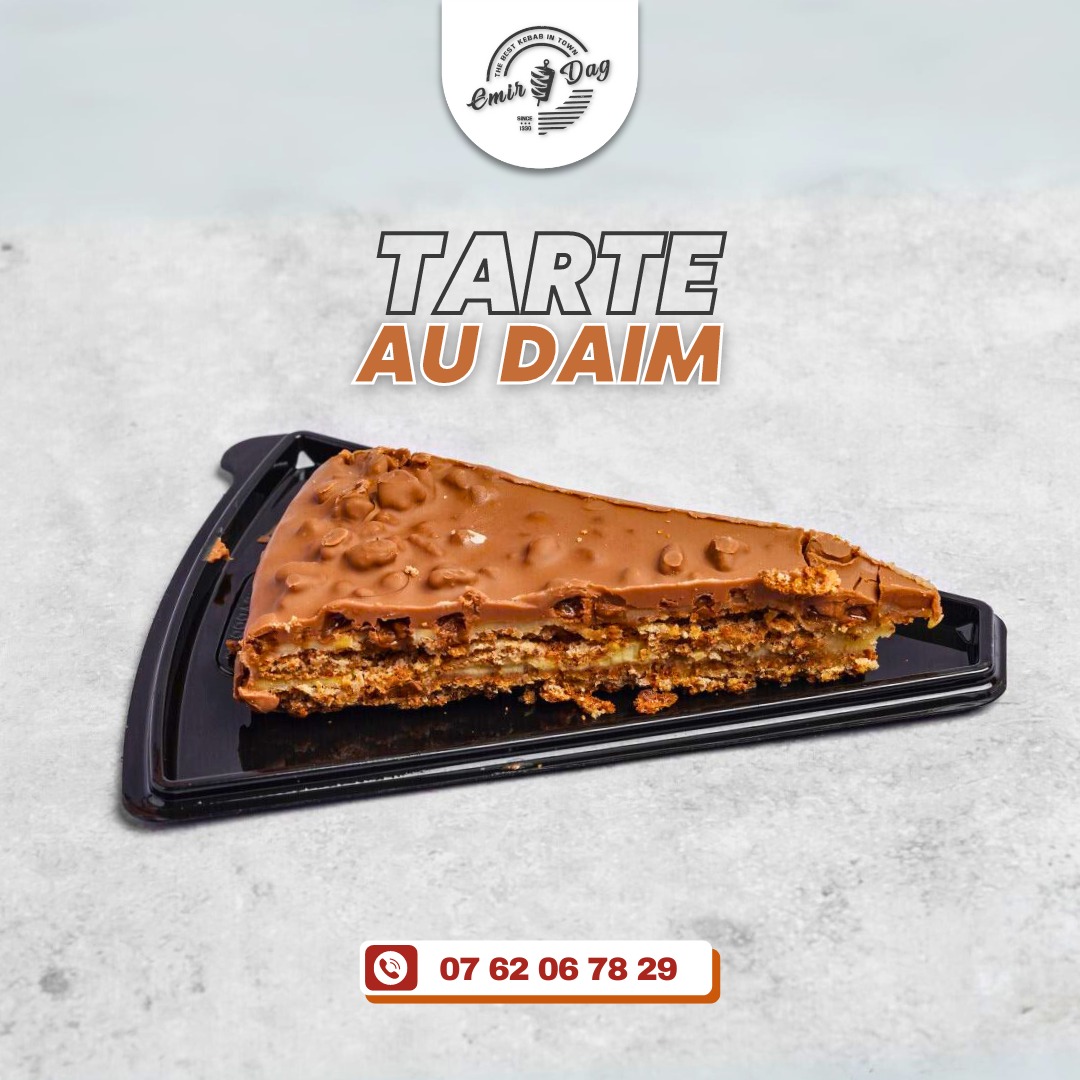 THE BEST KEBAB IN TOWN
Emir Dag
SINCE
1990
TARTE
AU DAIM
07 62 06 78 29